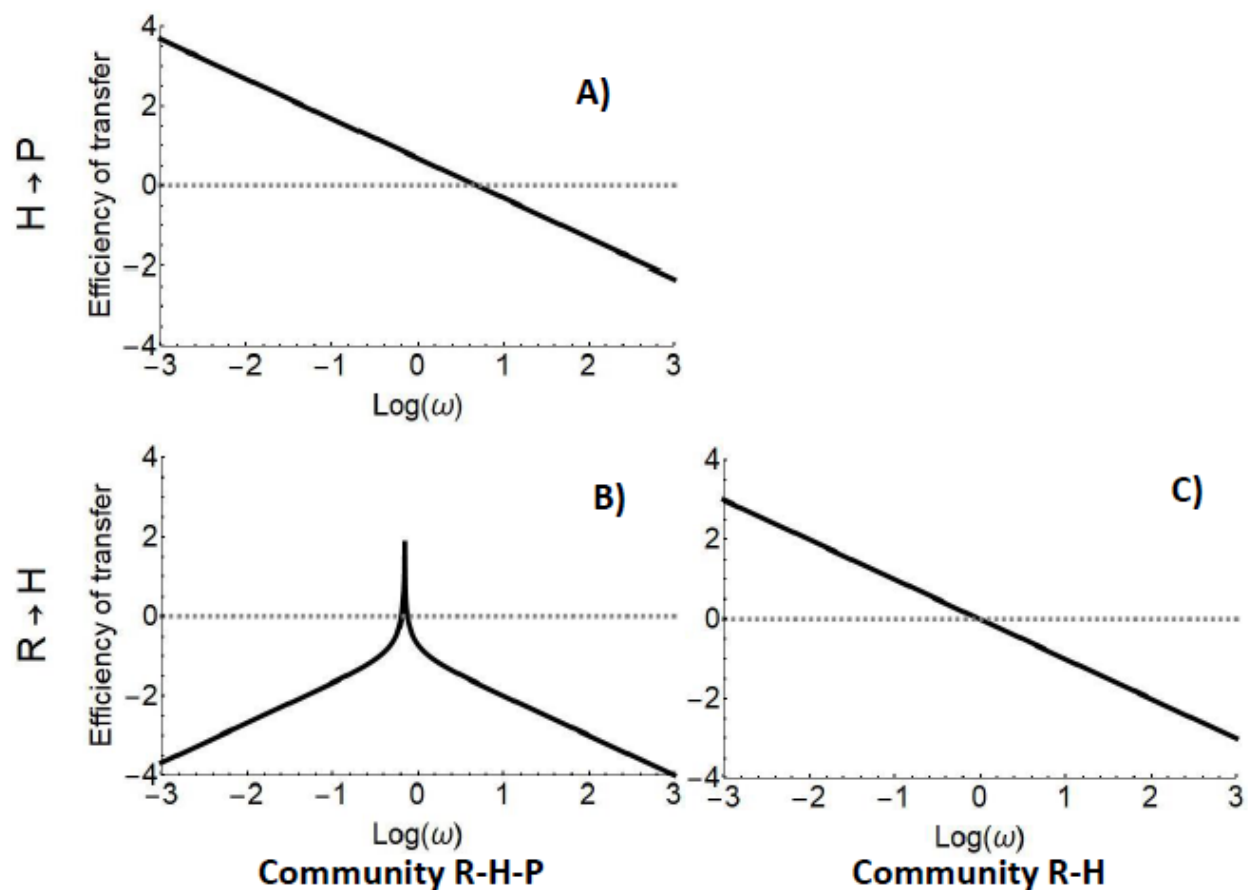 H → P
Efficiency of transfer
A)
4
2
0
−2
−4
−3 −2 −1 0 1 2 3
Log(ω)
R → H
Efficiency of transfer
B)
4
2
0
−2
−4
−3 −2 −1 0 1 2 3
Log(ω)
Community R-H-P
C)
4
2
0
−2
−4
−3 −2 −1 0 1 2 3
Log(ω)
Community R-H